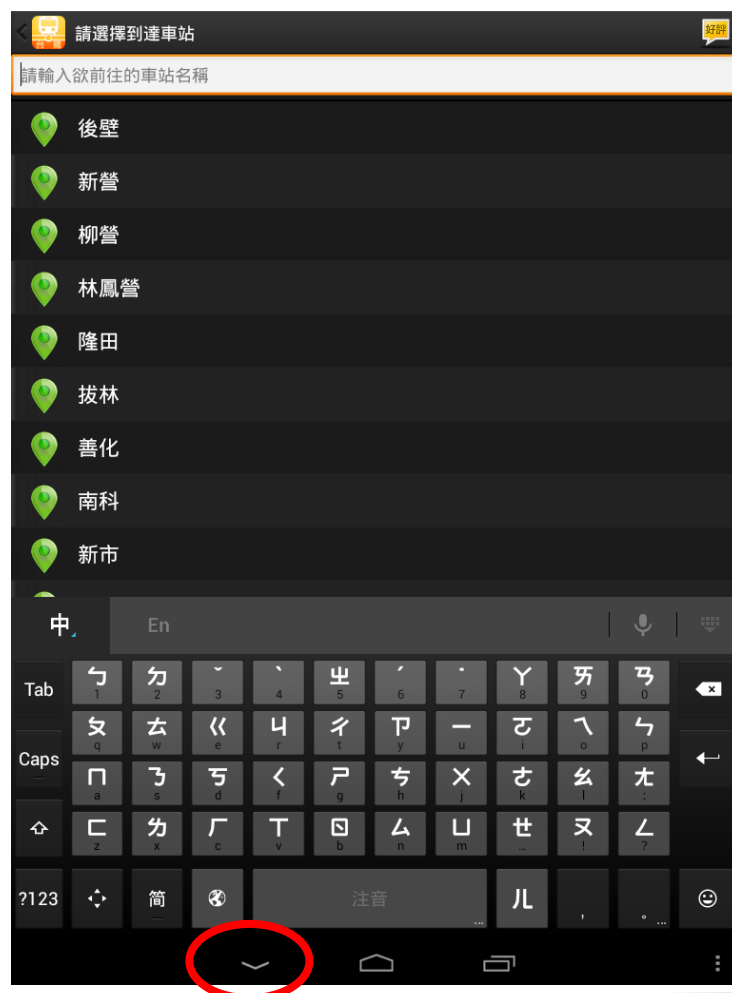 台鐵
請選擇到達車站
好評
請輸入欲前往的車站名稱
後壁
新營
柳營
林鳳營
隆田
拔林
善化
南科
新市
中 En
Tab ㄅ ㄉ ˇ ˋ ㄓ ˊ ˙ ㄚ ㄞ ㄢ
1 2 3 4 5 6 7 8 9 0
ㄆ ㄊ ㄍ ㄐ ㄔ ㄗ ㄧ ㄛ ㄟ ㄣ
q w e r t y u i o p
Caps
ㄇ ㄋ ㄎ ㄑ ㄕ ㄘ ㄨ ㄜ ㄠ ㄤ
a s d f g h j k l :
ㄈ ㄌ ㄏ ㄒ ㄖ ㄙ ㄩ ㄝ ㄡ ㄥ
z x c v b n m ... ! ?
?123 简 注音 ... ㄦ , 。 ...